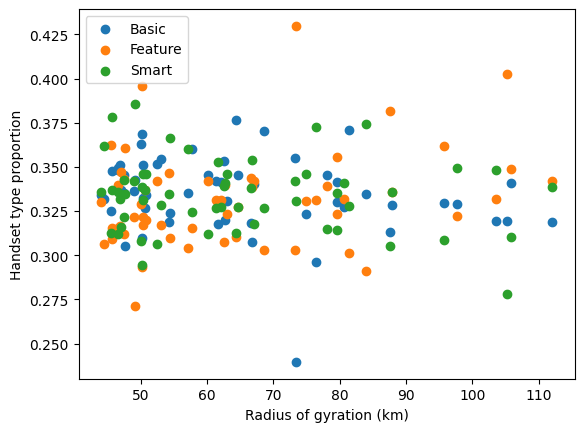 Basic
Feature
Smart
0.425
0.400
0.375
0.350
0.325
0.300
0.275
0.250
Handset type proportion
50 60 70 80 90 100 110
Radius of gyration (km)